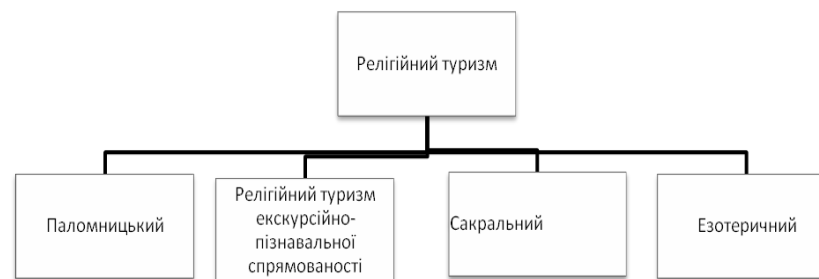 Релігійний туризм
Паломницький
Релігійний туризм
екскурсійно-
пізнавальної
спрямованості
Сакральний
Езотеричний